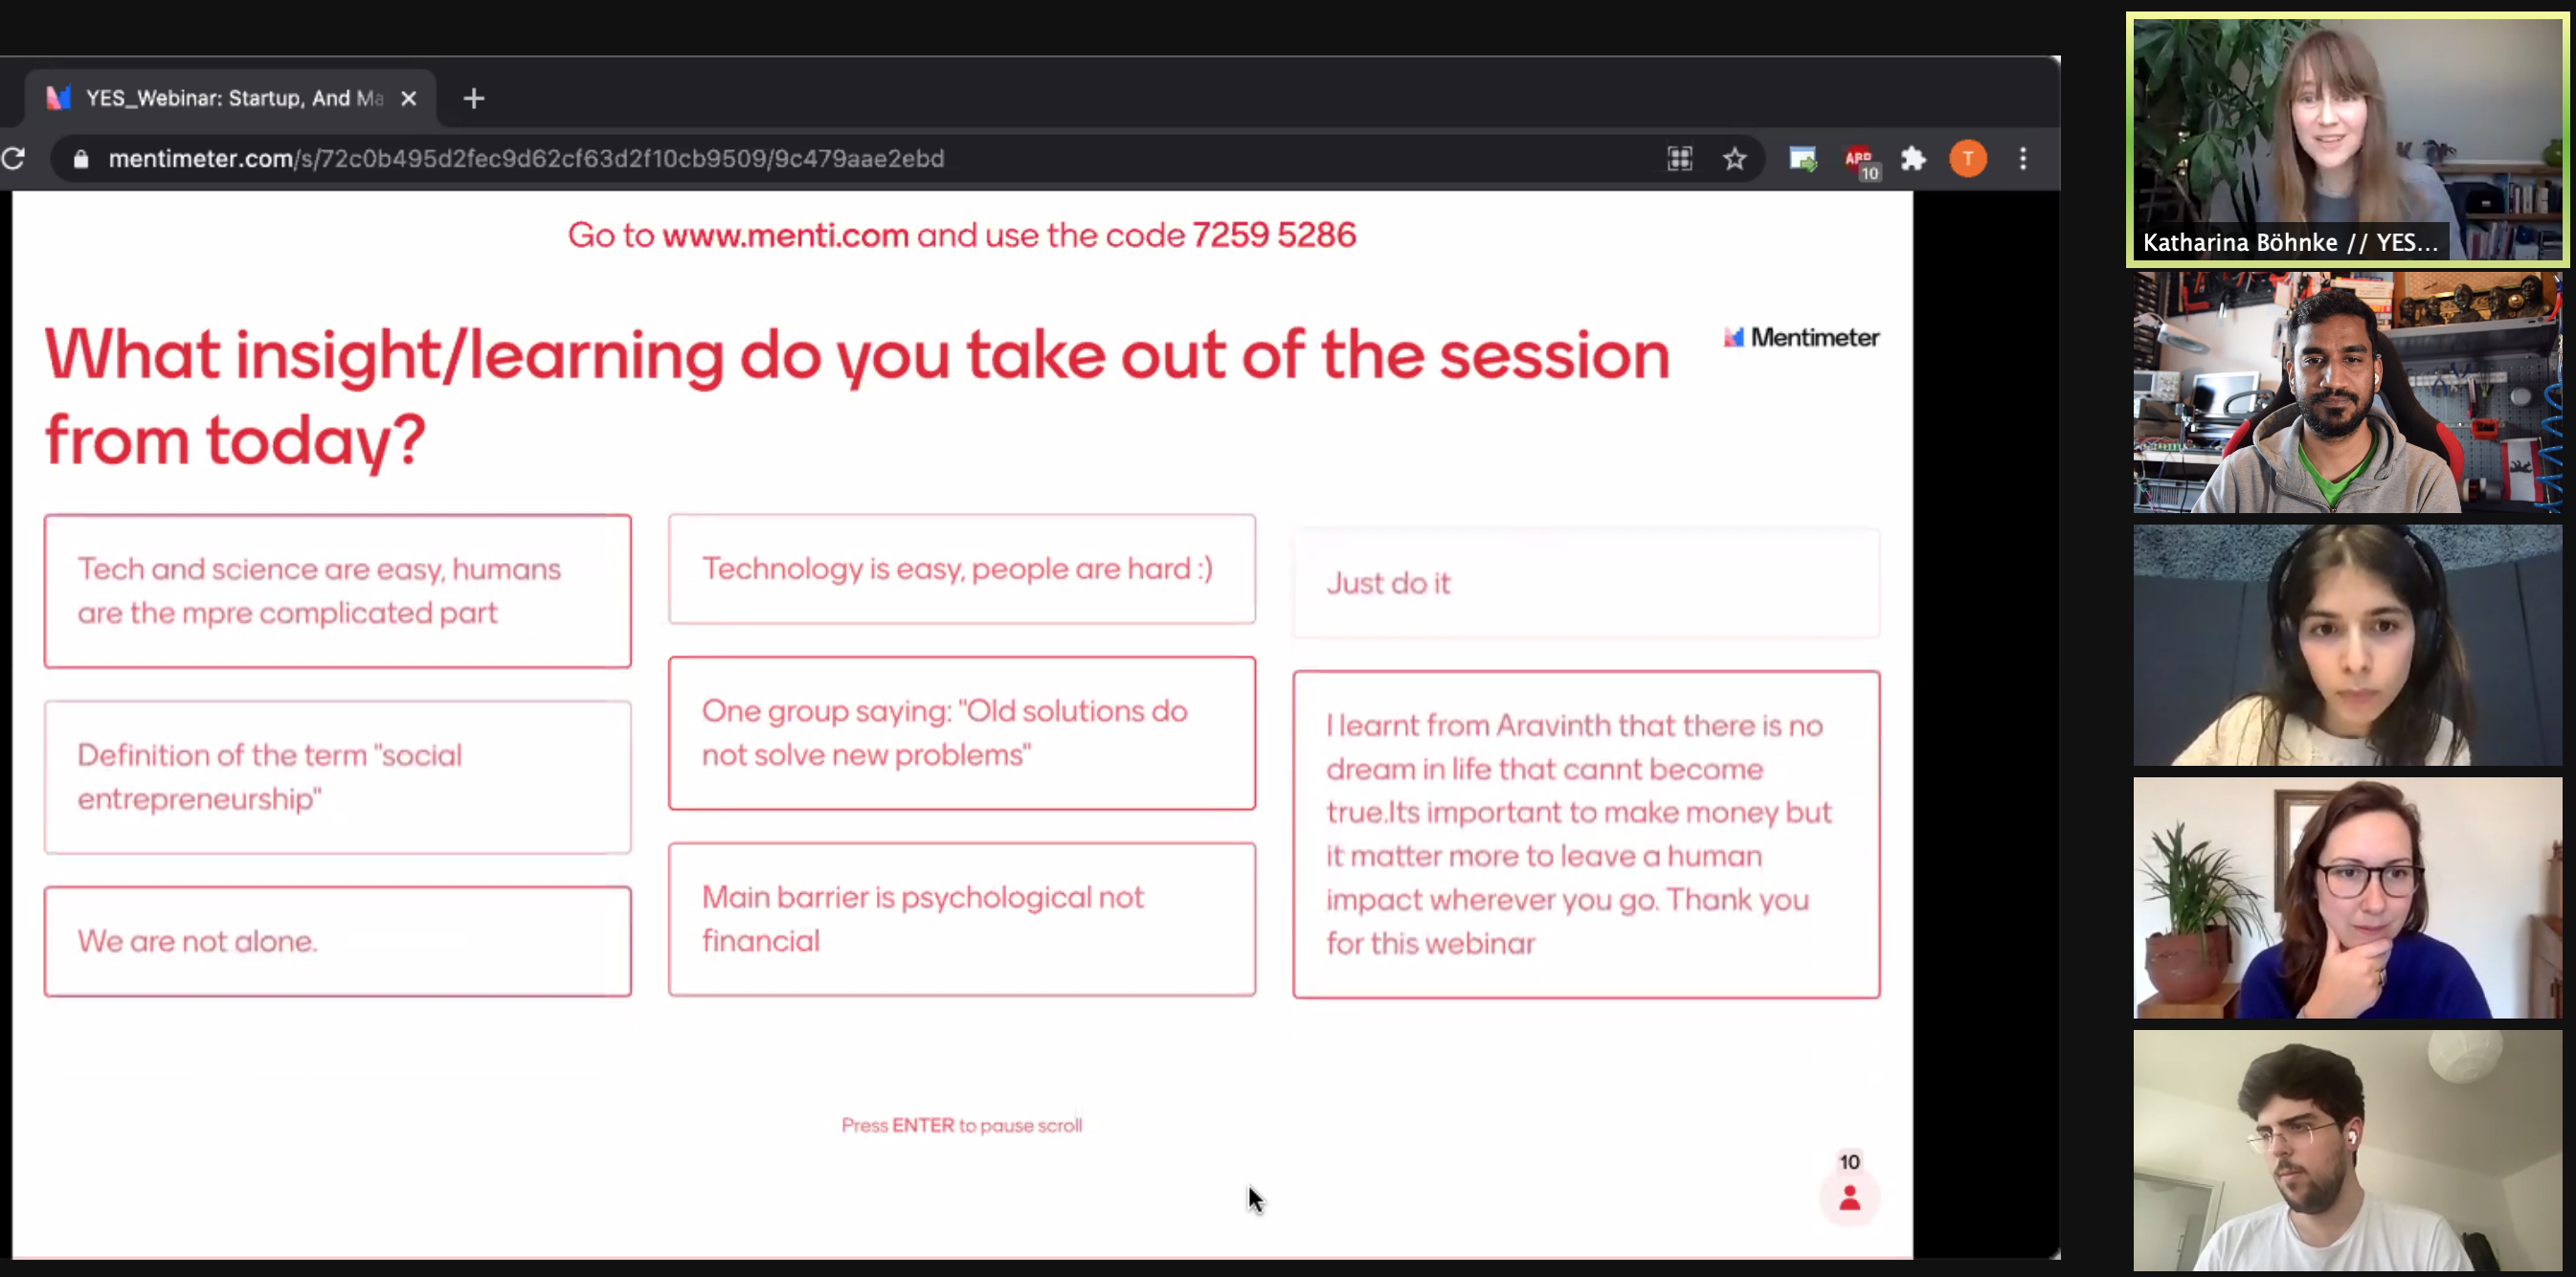 YES_Webinar: Startup, And Ma
mentimeter.com/s/72c0b495d2fec9d62cf63d2f10cb9509/9c479aae2ebd
ABP
10
T
Go to www.menti.com and use the code 7259 5286
What insight/learning do you take out of the session
from today?
Mentimeter
Tech and science are easy, humans
are the mpre complicated part
Definition of the term "social
entrepreneurship"
We are not alone.
Technology is easy, people are hard :)
One group saying: "Old solutions do
not solve new problems"
Main barrier is psychological not
financial
Just do it
I learnt from Aravinth that there is no
dream in life that cannt become
true.Its important to make money but
it matter more to leave a human
impact wherever you go. Thank you
for this webinar
Press ENTER to pause scroll
10
Katharina Böhnke // YES...